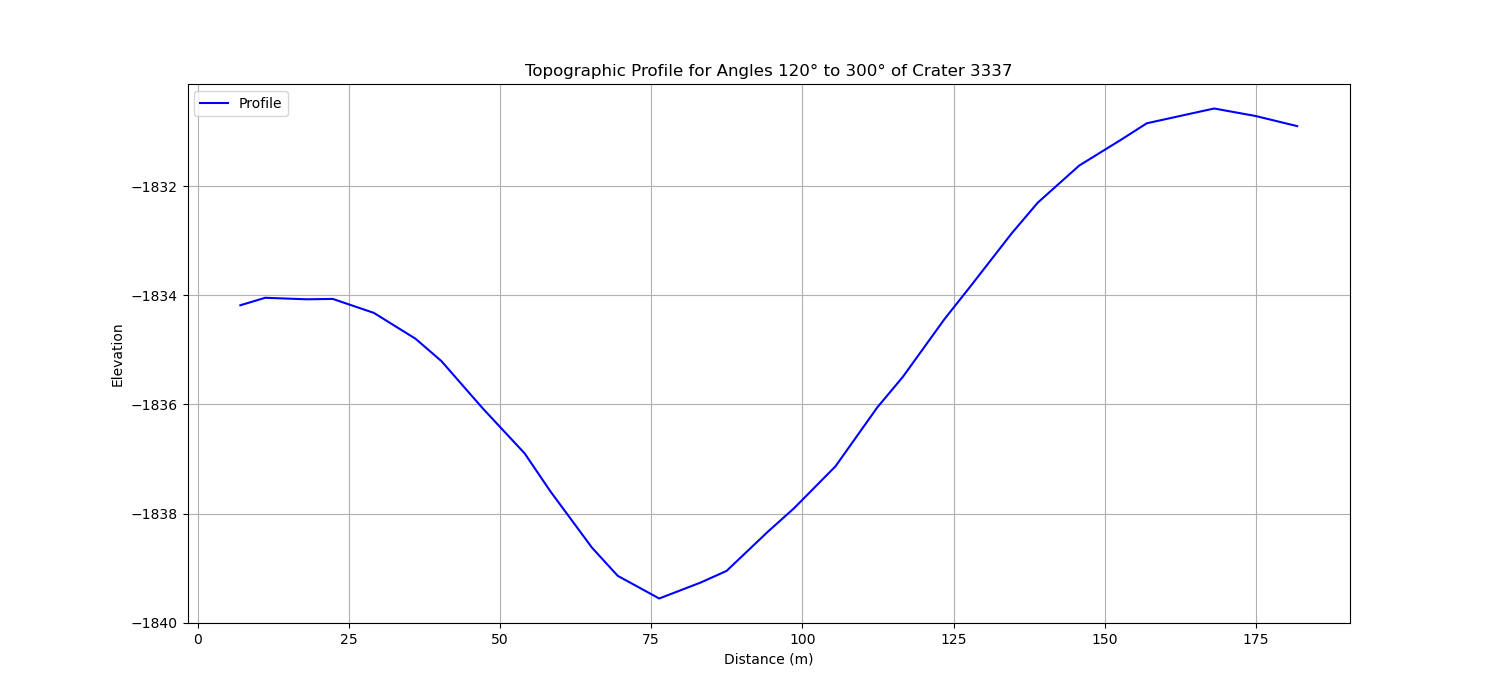 Topographic Profile for Angles 120° to 300° of Crater 3337
Profile
Elevation
−1832
−1834
−1836
−1838
−1840
0 25 50 75 100 125 150 175
Distance (m)